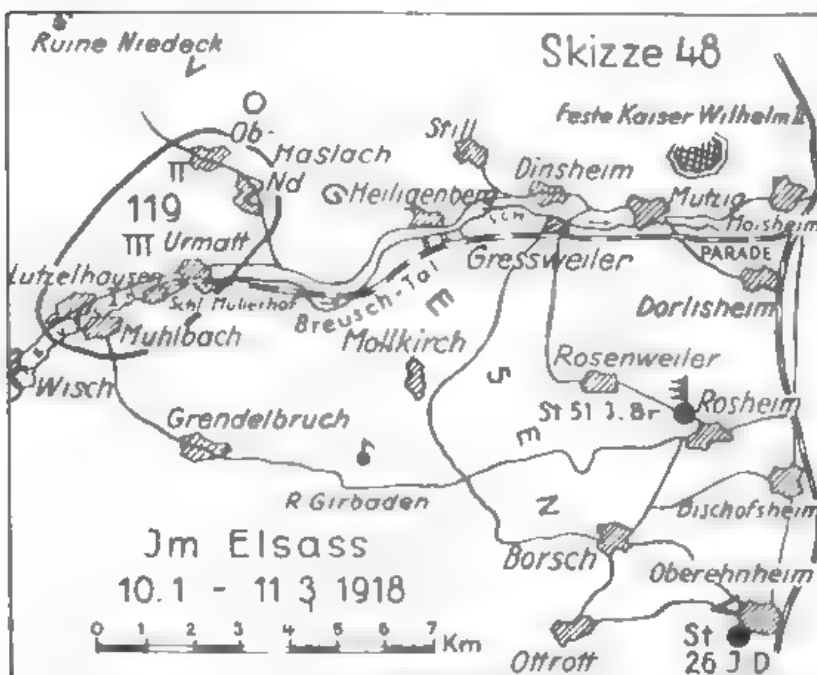 Ruine Niedeck
Skizze 48
Feste Kaiser Wilhelm II
Ob-
Haslach
Nd
Still
Dinsheim
Heiligenberg
Mutzig
Molsheim
119
III Urmatt
II
Gressweiler
PARADE
Lutzelhausen
Schl. Mullerhof
Breusch-Tal
Dorlisheim
Muhlbach
Mollkirch
Rosenweiler
Wisch
St 51 J. Br
Rosheim
Grendelbruch
R Girbaden
Bischofsheim
Jm Elsass
Borsch
Oberehnheim
10.1 - 11 3 1918
0 1 2 3 4 5 6 7 Km
Ottrott
St
26 J D